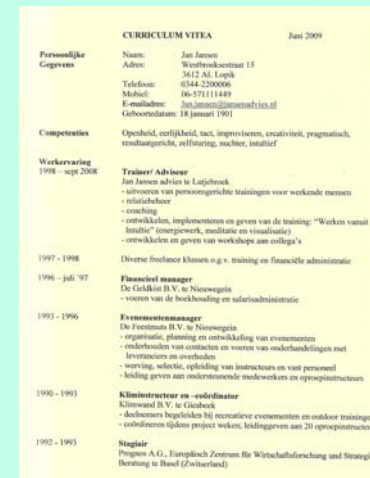 CURRICULUM VITEA Juni 2009
Persoonlijke Gegevens
Naam: Jan Jansen
Adres: Westbroeksestraat 15
3612 AL Lopik
Telefoon: 0344-2200006
Mobiel: 06-571111449
E-mailadres: Jan.jansen@jansenadvies.nl
Geboortedatum: 18 januari 1901
Competenties
Openheid, eerlijkheid, tact, improviseren, creativiteit, pragmatisch,
resultaatgericht, zelfsturing, nuchter, intuïtief
Werkervaring
1998 – sept 2008 Trainer/ Adviseur
Jan Jansen advies te Lutjebroek
- uitvoeren van persoonsgerichte trainingen voor werkende mensen
- relatiebeheer
- coaching
- ontwikkelen, implementeren en geven van de training: “Werken vanuit
Intuïtie” (energiewerk, meditatie en visualisatie)
- ontwikkelen en geven van workshops aan collega’s
1997 - 1998 Diverse freelance klussen o.g.v. training en financiële administratie
1996 – juli ’97 Financieel manager
De Geldkist B.V. te Nieuwegein
- voeren van de boekhouding en salarisadministratie
1993 - 1996 Evenementenmanager
De Feestmuts B.V. te Nieuwegein
- organisatie, planning en ontwikkeling van evenementen
- onderhouden van contacten en voeren van onderhandelingen met
leveranciers en overheden
- werving, selectie, opleiding van instructeurs en vast personeel
- leiding geven aan ondersteunende medewerkers en oproepinstructeurs
1990 - 1993 Kliminstructeur en –coördinator
Klimwand B.V. te Giesbeek
- deelnemers begeleiden bij recreatieve evenementen en outdoor traininge
- coördineren tijdens project weken; leidinggeven aan 20 oproepinstructeu
1992 - 1993 Stagiair
Prognos A.G., Europäisch Zentrum für Wirtschaftsforschung und Strategi
Beratung te Basel (Zwitserland)